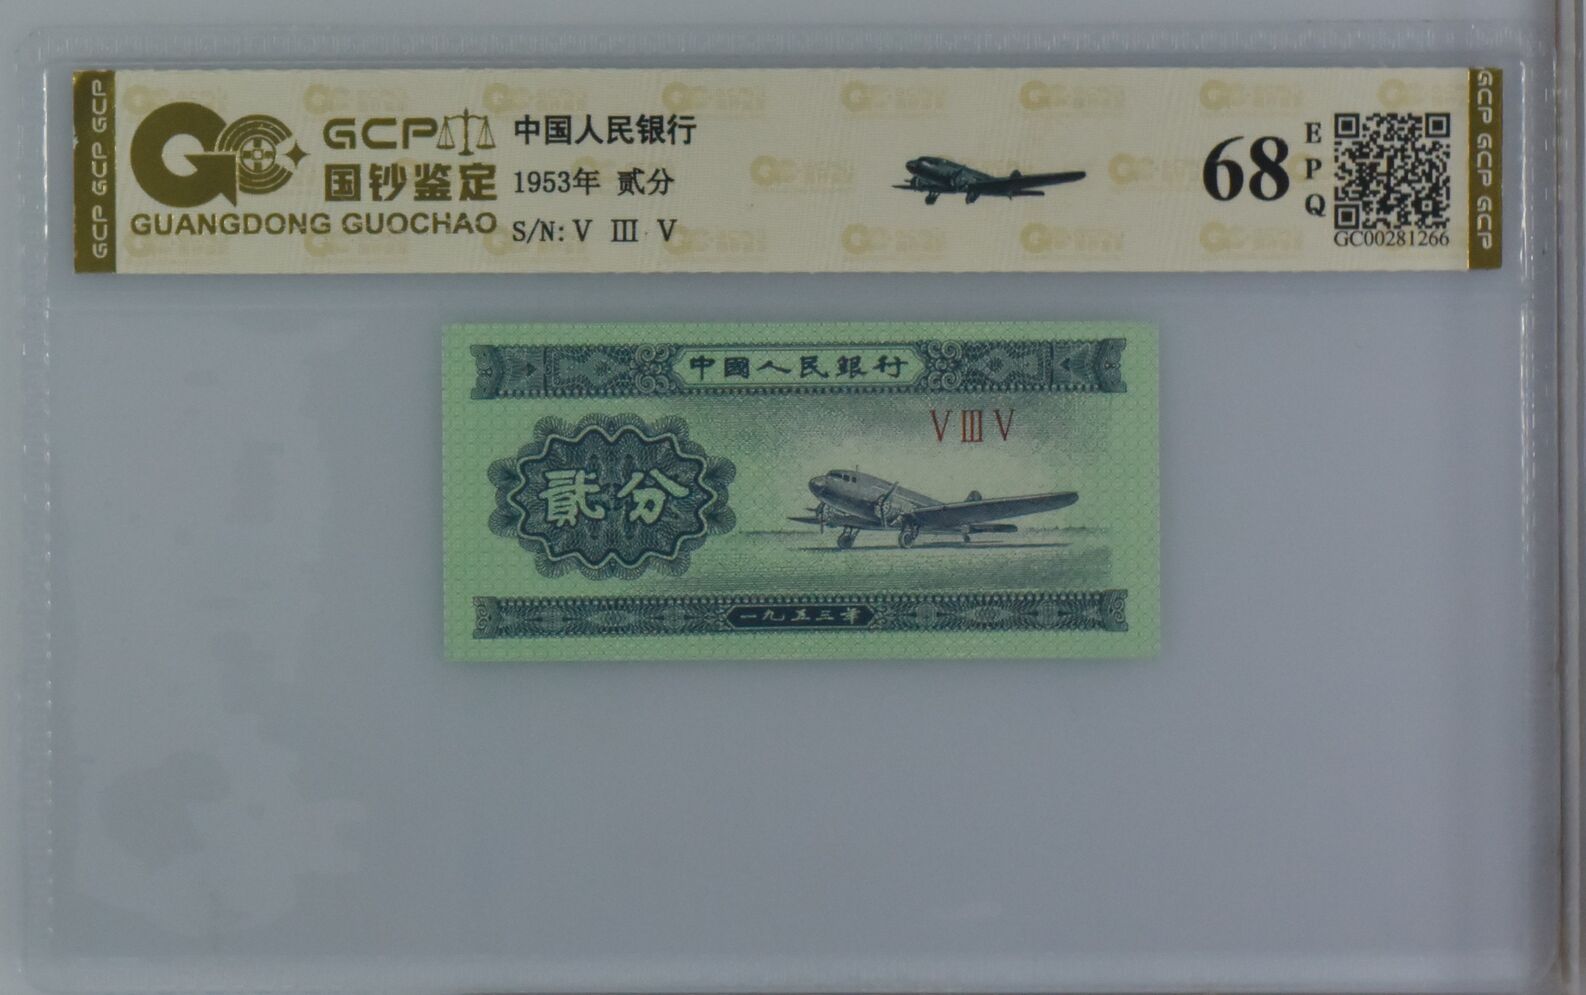 GCP GCP GCP
GCP
国钞鉴定
GUANGDONG GUOCHAO
中国人民银行
1953年 贰分
S/N: V Ⅲ V
68
EPQ
GC00281266
GCP GCP GCP
中國人民銀行
V Ⅲ V
貳分
一九五三年